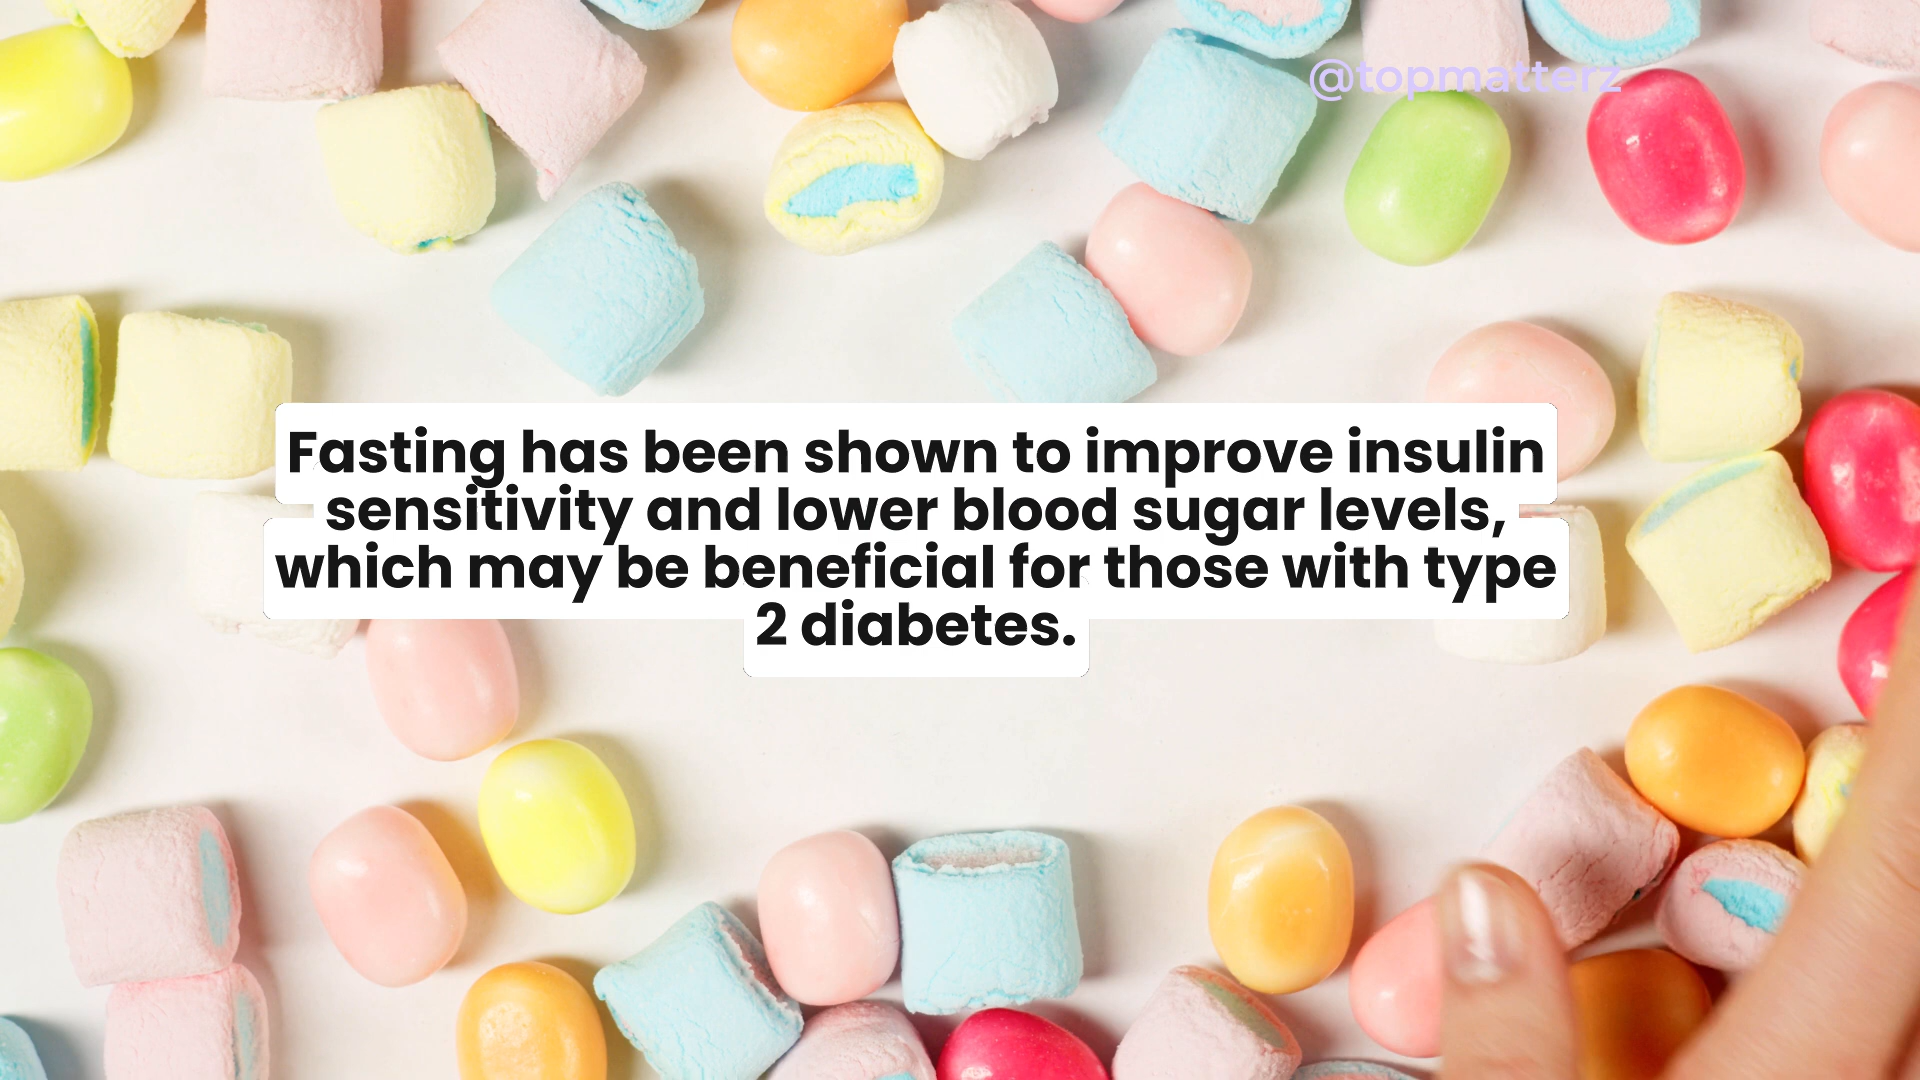 @topmatterz
Fasting has been shown to improve insulin
sensitivity and lower blood sugar levels,
which may be beneficial for those with type
2 diabetes.